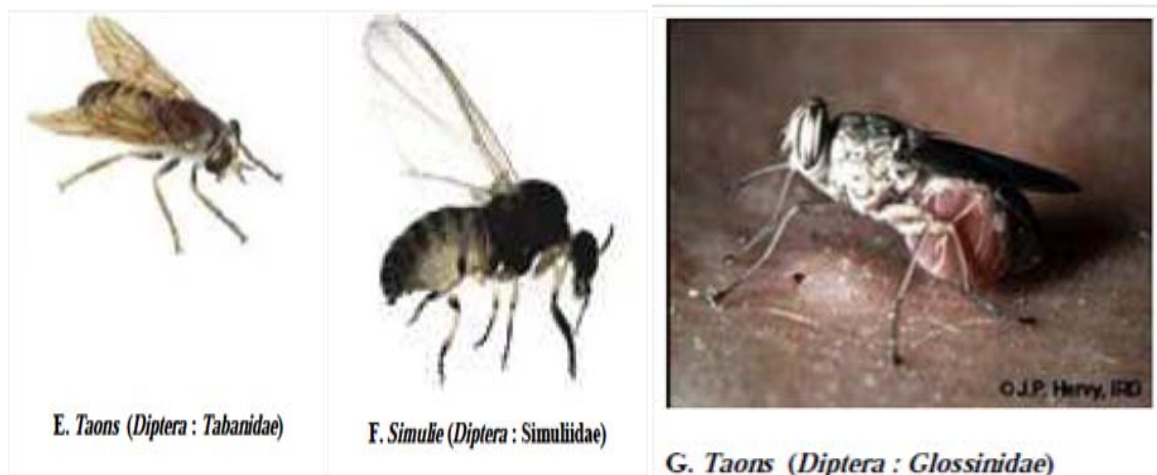 E. Taons (Diptera : Tabanidae)
F. Simulie (Diptera : Simuliidae)
© J.P. Hervy, IRD
G. Taons (Diptera : Glossinidae)